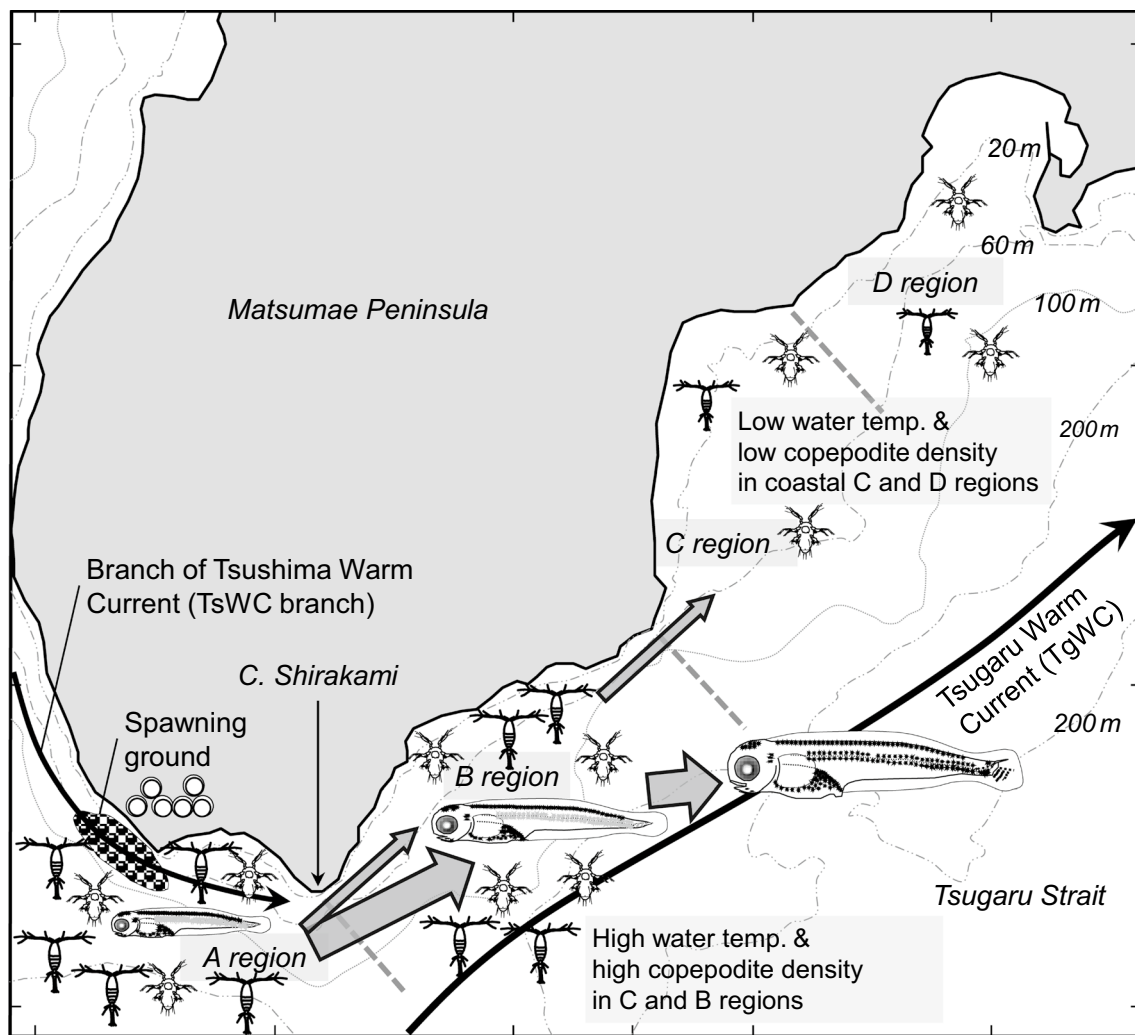 20 m
60 m
D region
100 m
Matsumae Peninsula
Low water temp. &
low copepodite density
in coastal C and D regions
200 m
C region
Branch of Tsushima Warm
Current (TsWC branch)
Tsugaru Warm
Current (TgWC)
C. Shirakami
Spawning
ground
200 m
B region
Tsugaru Strait
A region
High water temp. &
high copepodite density
in C and B regions